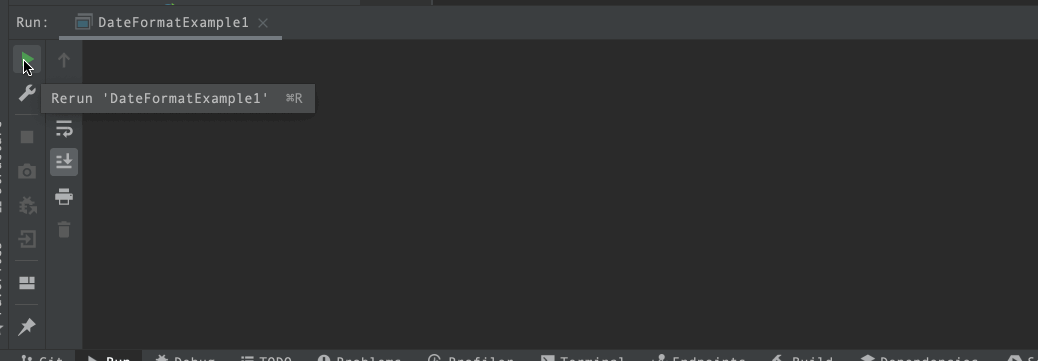 Run: DateFormatExample1
Rerun 'DateFormatExample1' ⌘R
Git Run Debug TODO Problems Profiler Terminal Endpoints Build Dependencies